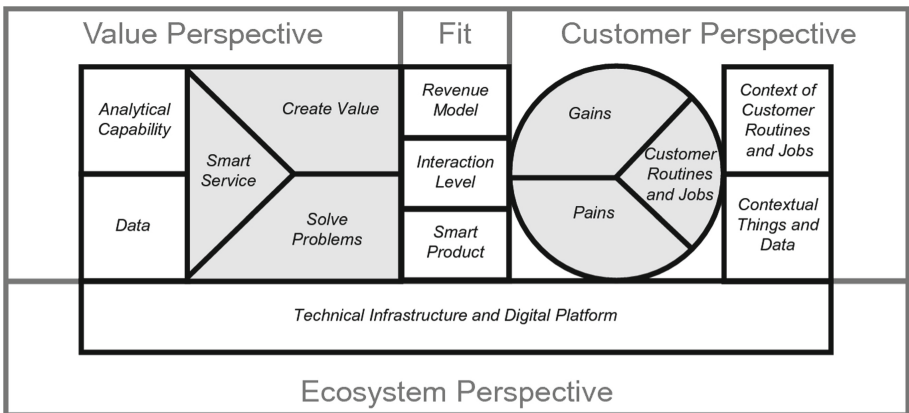 Value Perspective
Fit
Customer Perspective
Analytical
Capability
Data
Smart
Service
Create Value
Solve
Problems
Revenue
Model
Interaction
Level
Smart
Product
Gains
Customer
Routines
and Jobs
Pains
Context of
Customer
Routines
and Jobs
Contextual
Things and
Data
Technical Infrastructure and Digital Platform
Ecosystem Perspective